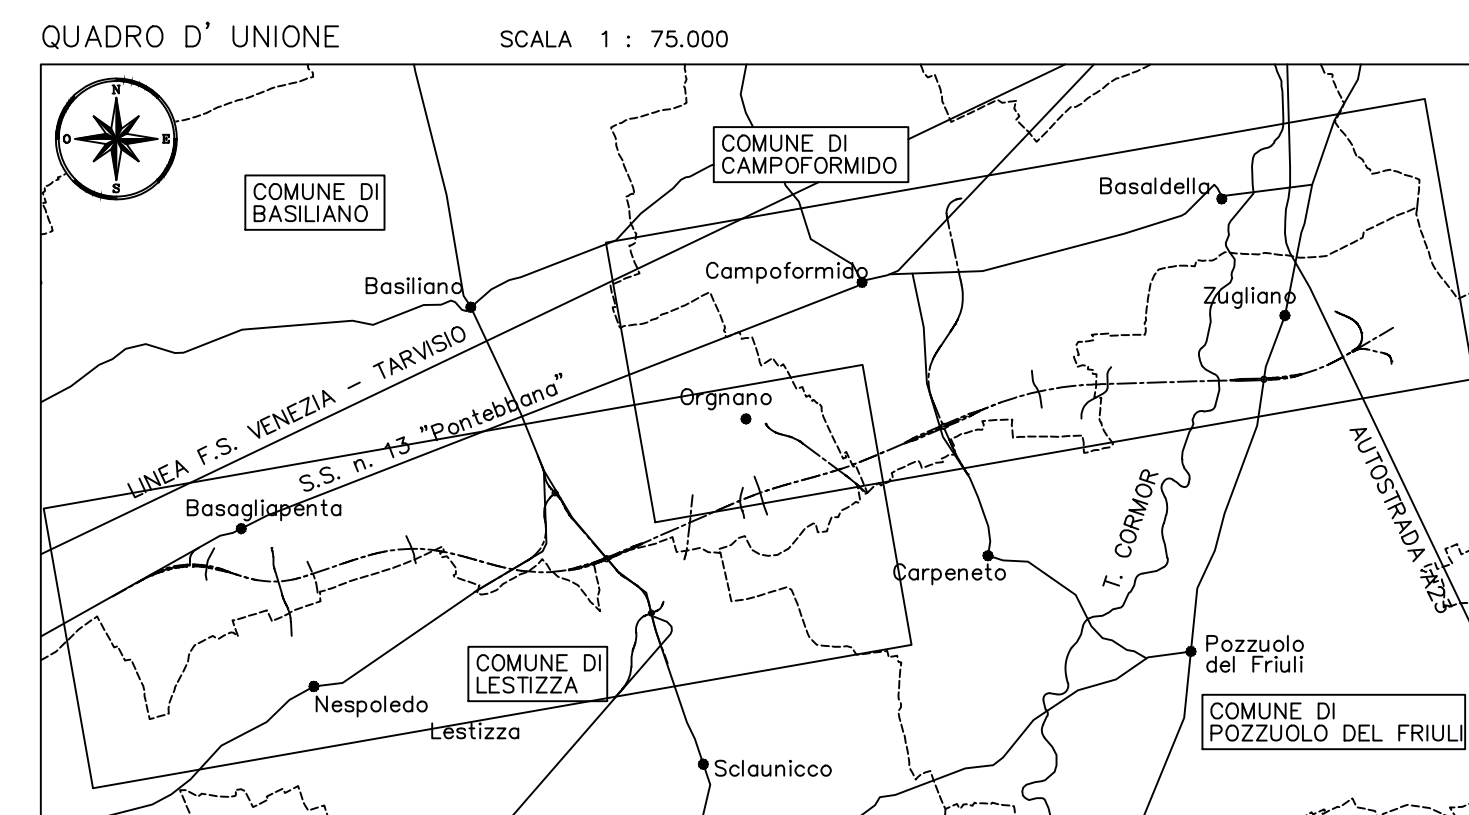 QUADRO D' UNIONE
SCALA 1 : 75.000
N
O
E
S
COMUNE DI
CAMPOFORMIDO
COMUNE DI
BASILIANO
Basaldella
Campoformido
Basiliano
Zugliano
LINEA F.S. VENEZIA - TARVISIO
S.S. n. 13 "Pontebbana"
Orgnano
Basagliapenta
AUTOSTRADA A23
T. CORMOR
Carpeneto
COMUNE DI
LESTIZZA
Pozzuolo
del Friuli
Nespoledo
Lestizza
COMUNE DI
POZZUOLO DEL FRIULI
Sclaunicco